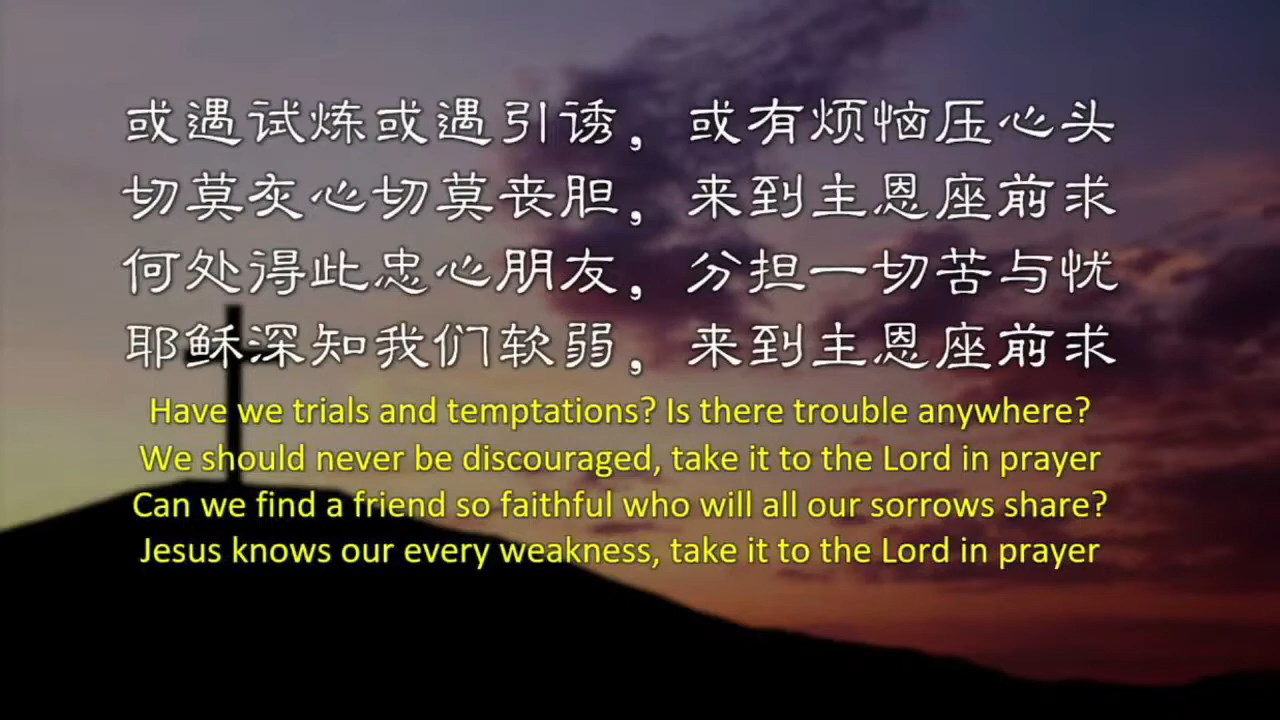 或遇试炼或遇引诱，或有烦恼压心头
切莫灰心切莫丧胆，来到主恩座前求
何处得此忠心朋友，分担一切苦与忧
耶稣深知我们软弱，来到主恩座前求
Have we trials and temptations? Is there trouble anywhere?
We should never be discouraged, take it to the Lord in prayer
Can we find a friend so faithful who will all our sorrows share?
Jesus knows our every weakness, take it to the Lord in prayer